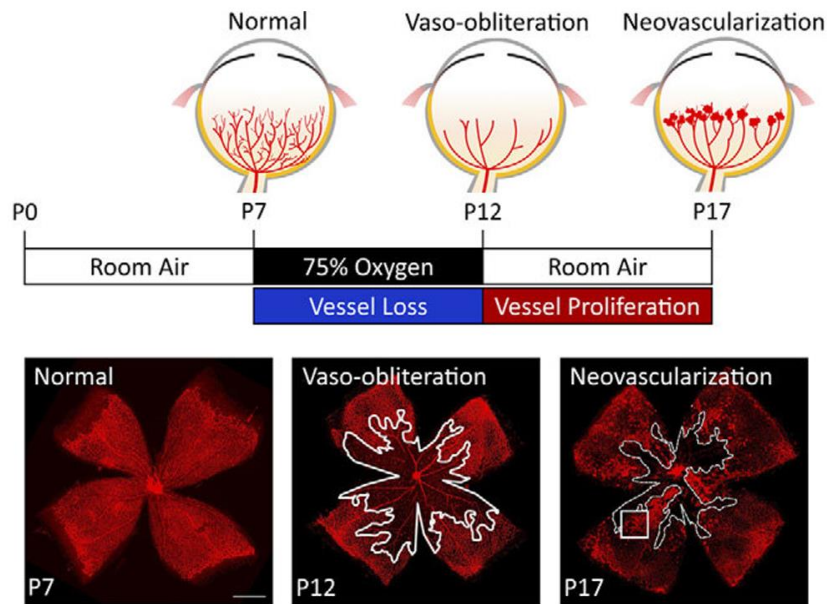 Normal
Vaso-obliteration
Neovascularization
P0
P7
P12
P17
Room Air
75% Oxygen
Room Air
Vessel Loss
Vessel Proliferation
Normal
Vaso-obliteration
Neovascularization
P7
P12
P17